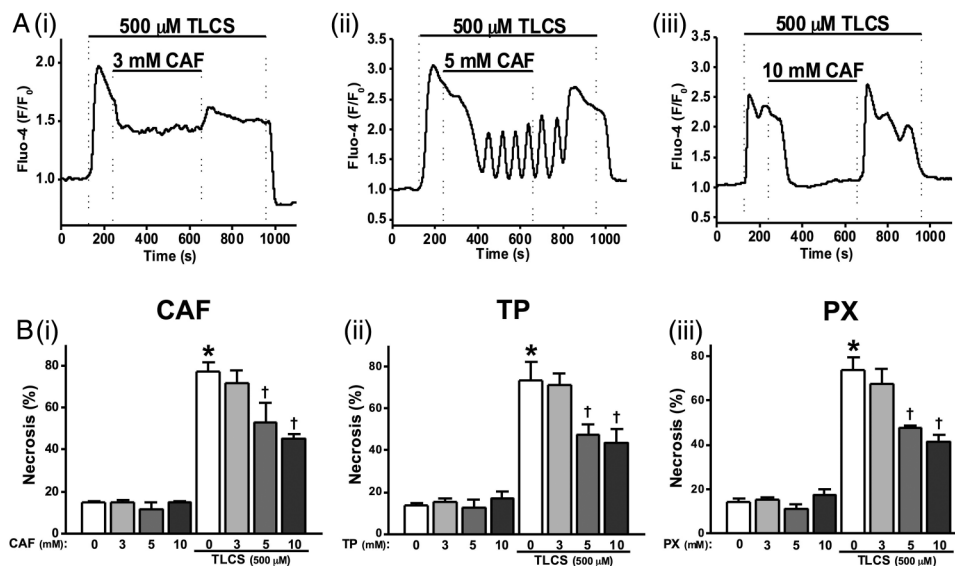 A (i) (ii) (iii)
500 µM TLCS 500 µM TLCS 500 µM TLCS
3 mM CAF 5 mM CAF 10 mM CAF
Fluo-4 (F/F0)
2.0
1.5
1.0
0 200 400 600 800 1000
Time (s)
Fluo-4 (F/F0)
3.5
3.0
2.5
2.0
1.5
1.0
0.5
0 200 400 600 800 1000
Time (s)
Fluo-4 (F/F0)
3.5
3.0
2.5
2.0
1.5
1.0
0.5
0 200 400 600 800 1000
Time (s)
B (i) (ii) (iii)
CAF TP PX
Necrosis (%)
80
60
40
20
0
* † †
CAF (mM): 0 3 5 10 0 3 5 10
TLCS (500 µM)
Necrosis (%)
80
60
40
20
0
* † †
TP (mM): 0 3 5 10 0 3 5 10
TLCS (500 µM)
Necrosis (%)
80
60
40
20
0
* † †
PX (mM): 0 3 5 10 0 3 5 10
TLCS (500 µM)